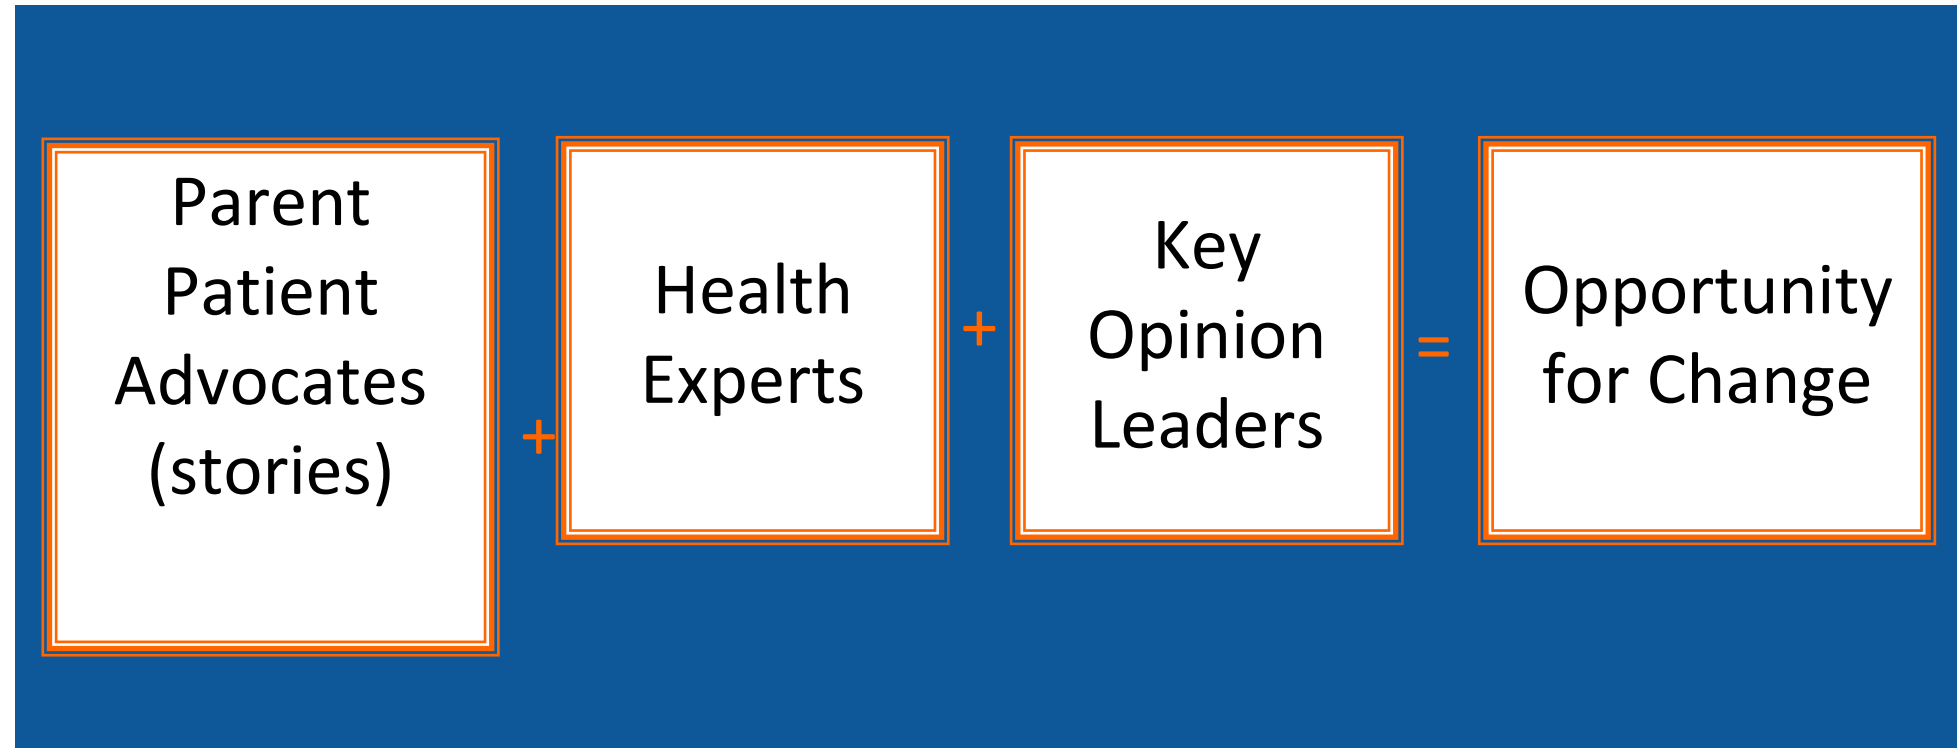 Parent
Patient
Advocates
(stories)
+
Health
Experts
+
Key
Opinion
Leaders
=
Opportunity
for Change